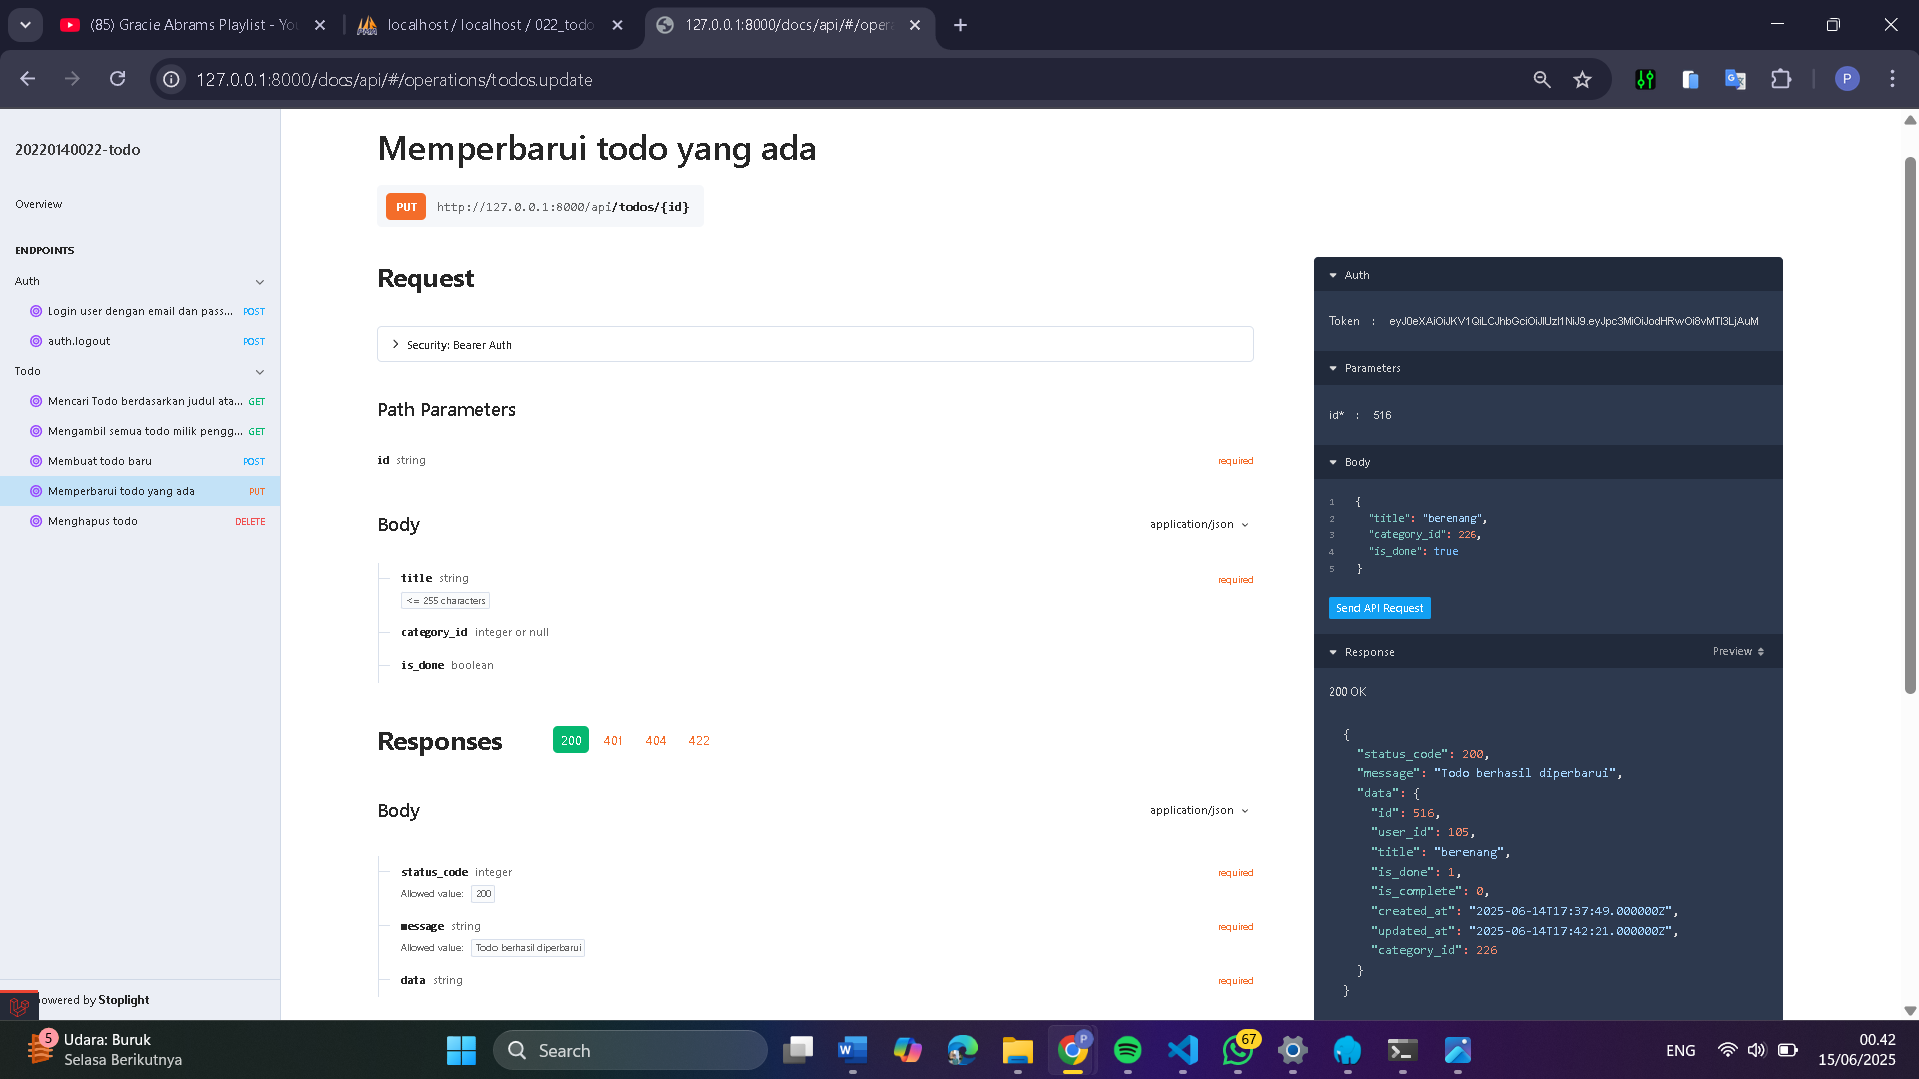 (85) Gracie Abrams Playlist - Yo
localhost / localhost / 022_todo
127.0.0.1:8000/docs/api/#/oper
127.0.0.1:8000/docs/api/#/operations/todos.update
P
20220140022-todo
Overview
ENDPOINTS
Auth
Login user dengan email dan pass... POST
auth.logout POST
Todo
Mencari Todo berdasarkan judul ata... GET
Mengambil semua todo milik pengg... GET
Membuat todo baru POST
Memperbarui todo yang ada PUT
Menghapus todo DELETE
powered by Stoplight
Memperbarui todo yang ada
PUT http://127.0.0.1:8000/api/todos/{id}
Request
Security: Bearer Auth
Path Parameters
id string required
Body application/json
title string required
<= 255 characters
category_id integer or null
is_done boolean
Responses 200 401 404 422
Body application/json
status_code integer required
Allowed value: 200
message string required
Allowed value: Todo berhasil diperbarui
data string required
Auth
Token :
Parameters
id* : 516
Body
1 {
2 "title": "berenang",
3 "category_id": 226,
4 "is_done": true
5 }
Send API Request
Response Preview
200 OK
{
"status_code": 200,
"message": "Todo berhasil diperbarui",
"data": {
"id": 516,
"user_id": 105,
"title": "berenang",
"is_done": 1,
"is_complete": 0,
"created_at": "2025-06-14T17:37:49.000000Z",
"updated_at": "2025-06-14T17:42:21.000000Z",
"category_id": 226
}
}
5
Udara: Buruk
Selasa Berikutnya
Search
P
67
ENG
00.42
15/06/2025